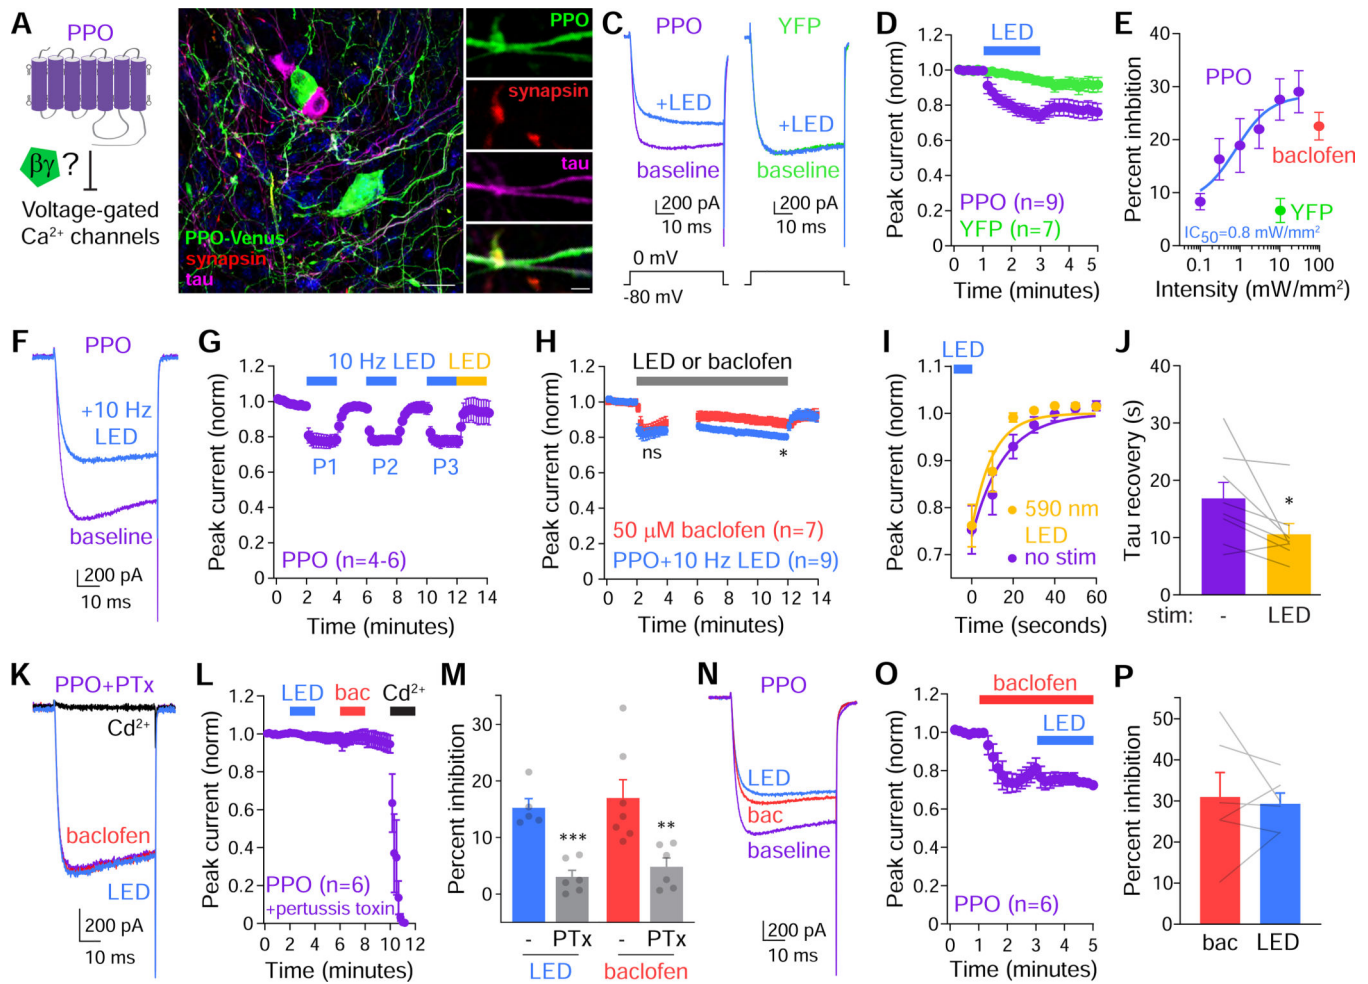 A
PPO
βγ ?
Voltage-gated
Ca²⁺ channels
PPO-Venus
synapsin
tau
PPO
synapsin
tau
C
PPO
YFP
+LED
baseline
+LED
baseline
200 pA
10 ms
200 pA
10 ms
0 mV
-80 mV
D
LED
Peak current (norm)
1.2
1.0
0.8
0.6
0.4
0.2
0
PPO (n=9)
YFP (n=7)
0 1 2 3 4 5
Time (minutes)
E
Percent inhibtion
40
30
20
10
0
PPO
baclofen
YFP
IC50=0.8 mW/mm²
0.1 1 10 100
Intensity (mW/mm²)
F
PPO
+10 Hz
LED
baseline
200 pA
10 ms
G
10 Hz LED LED
Peak current (norm)
1.2
1.0
0.8
0.6
0.4
0.2
0
P1 P2 P3
PPO (n=4-6)
0 2 4 6 8 10 12 14
Time (minutes)
H
LED or baclofen
Peak current (norm)
1.2
1.0
0.8
0.6
0.4
0.2
0
ns *
50 μM baclofen (n=7)
PPO+10 Hz LED (n=9)
0 2 4 6 8 10 12 14
Time (minutes)
I
LED
Peak current (norm)
1.1
1.0
0.9
0.8
0.7
590 nm
LED
no stim
0 20 40 60
Time (seconds)
J
Tau recovery (s)
40
30
20
10
0
*
stim: - LED
K
PPO+PTx
Cd²⁺
baclofen
LED
200 pA
10 ms
L
LED bac Cd²⁺
Peak current (norm)
1.2
1.0
0.8
0.6
0.4
0.2
0
PPO (n=6)
+pertussis toxin
0 2 4 6 8 10 12
Time (minutes)
M
Percent inhibition
30
20
10
0
*** **
- PTx - PTx
LED baclofen
N
PPO
LED
bac
baseline
200 pA
10 ms
O
baclofen
LED
Peak current (norm)
1.2
1.0
0.8
0.6
0.4
0.2
0
PPO (n=6)
0 1 2 3 4 5
Time (minutes)
P
Percent inhibition
50
40
30
20
10
0
bac LED